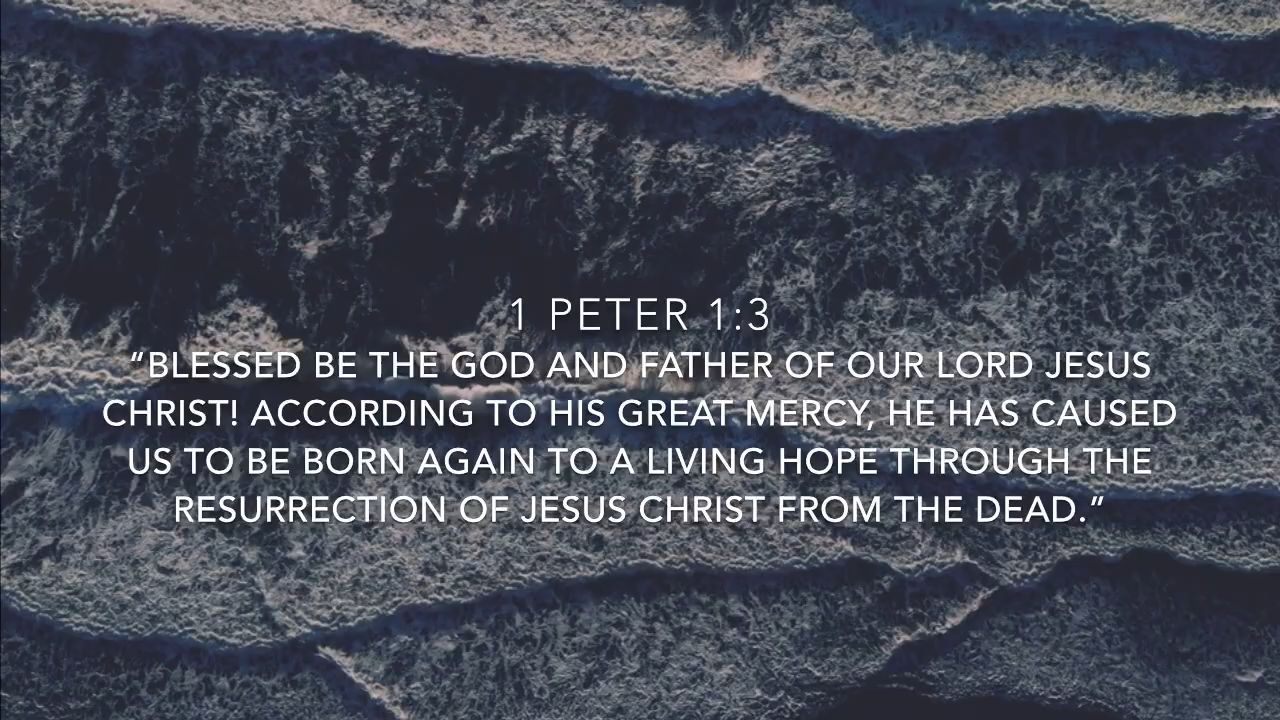 1 PETER 1:3
“BLESSED BE THE GOD AND FATHER OF OUR LORD JESUS
CHRIST! ACCORDING TO HIS GREAT MERCY, HE HAS CAUSED
US TO BE BORN AGAIN TO A LIVING HOPE THROUGH THE
RESURRECTION OF JESUS CHRIST FROM THE DEAD.”